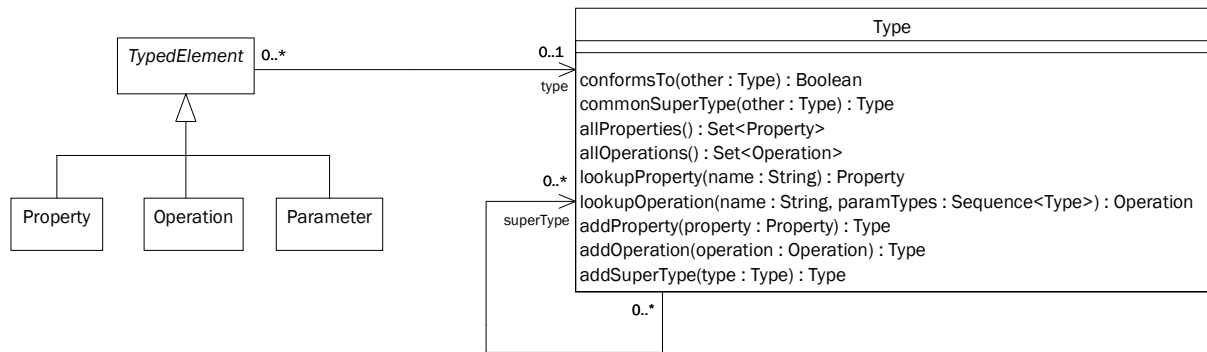 Type
TypedElement
0..*
0..1
type
conformsTo(other : Type) : Boolean
commonSuperType(other : Type) : Type
allProperties() : Set<Property>
allOperations() : Set<Operation>
lookupProperty(name : String) : Property
lookupOperation(name : String, paramTypes : Sequence<Type>) : Operation
addProperty(property : Property) : Type
addOperation(operation : Operation) : Type
addSuperType(type : Type) : Type
0..*
superType
0..*
Property
Operation
Parameter